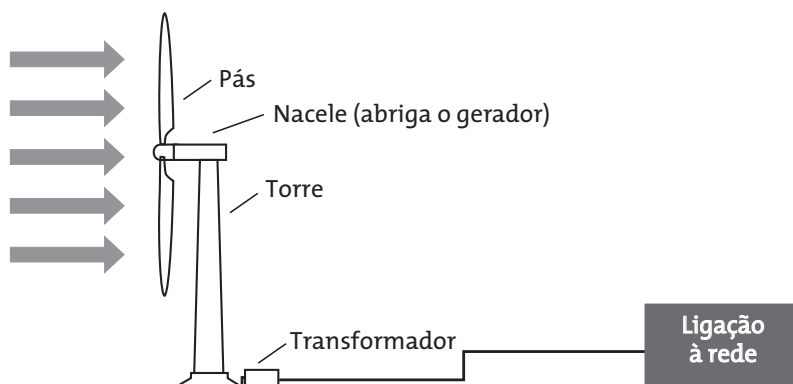 Pás
Nacele (abriga o gerador)
Torre
Transformador
Ligação
à rede